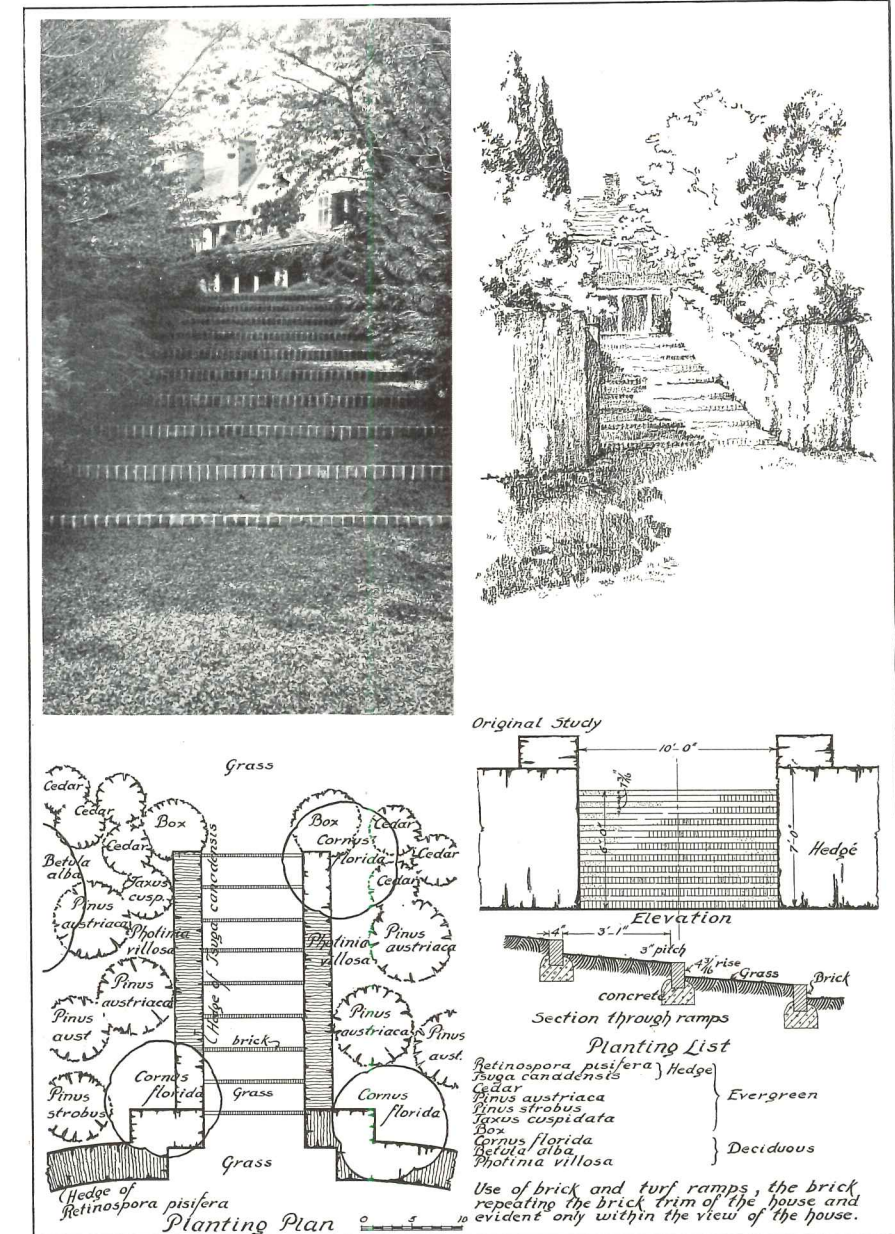 Original Study
10'-0"
6'-0"
7 3/16"
7'-0"
Hedge
Elevation
4"
3'-1"
3" pitch
4 3/16 rise
Grass
Brick
concrete
Section through ramps
Planting List
Retinospora pisifera } Hedge
Tsuga canadensis
Cedar
Pinus austriaca
Pinus strobus
Taxus cuspidata
Box
Evergreen
Cornus florida
Betula alba
Photinia villosa
Deciduous
Use of brick and turf ramps, the brick
repeating the brick trim of the house and
evident only within the view of the house.
Grass
Cedar
Cedar
Cedar
Box
Betula
alba
Taxus
cusp.
Pinus
austriaca
Photinia
villosa
Hedge of Tsuga canadensis
Pinus
austriaca
Pinus
aust
Pinus
strobus
Cornus
florida
brick
Grass
Box
Cornus
florida
Cedar
Cedar
Cedar
Photinia
villosa
Pinus
austriaca
Pinus
austriaca
Pinus
aust.
Cornus
florida
Grass
Hedge of
Retinospora pisifera
Planting Plan
0 5 10